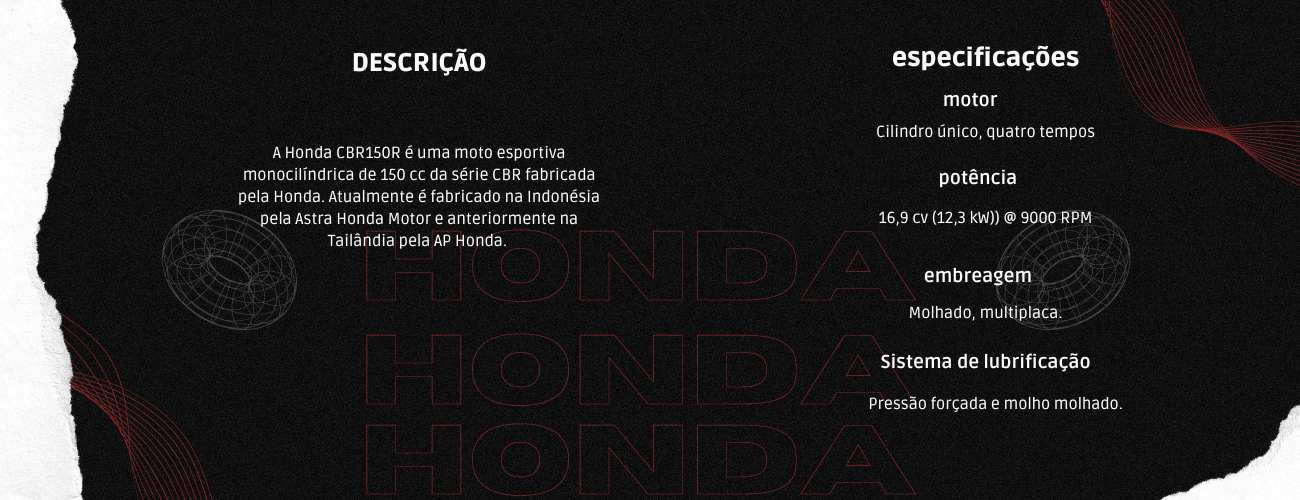 DESCRIÇÃO
A Honda CBR150R é uma moto esportiva
monocilíndrica de 150 cc da série CBR fabricada
pela Honda. Atualmente é fabricado na Indonésia
pela Astra Honda Motor e anteriormente na
Tailândia pela AP Honda.
especificações
motor
Cilindro único, quatro tempos
potência
16,9 cv (12,3 kW)) @ 9000 RPM
embreagem
Molhado, multiplaca.
Sistema de lubrificação
Pressão forçada e molho molhado.
HONDA
HONDA
HONDA